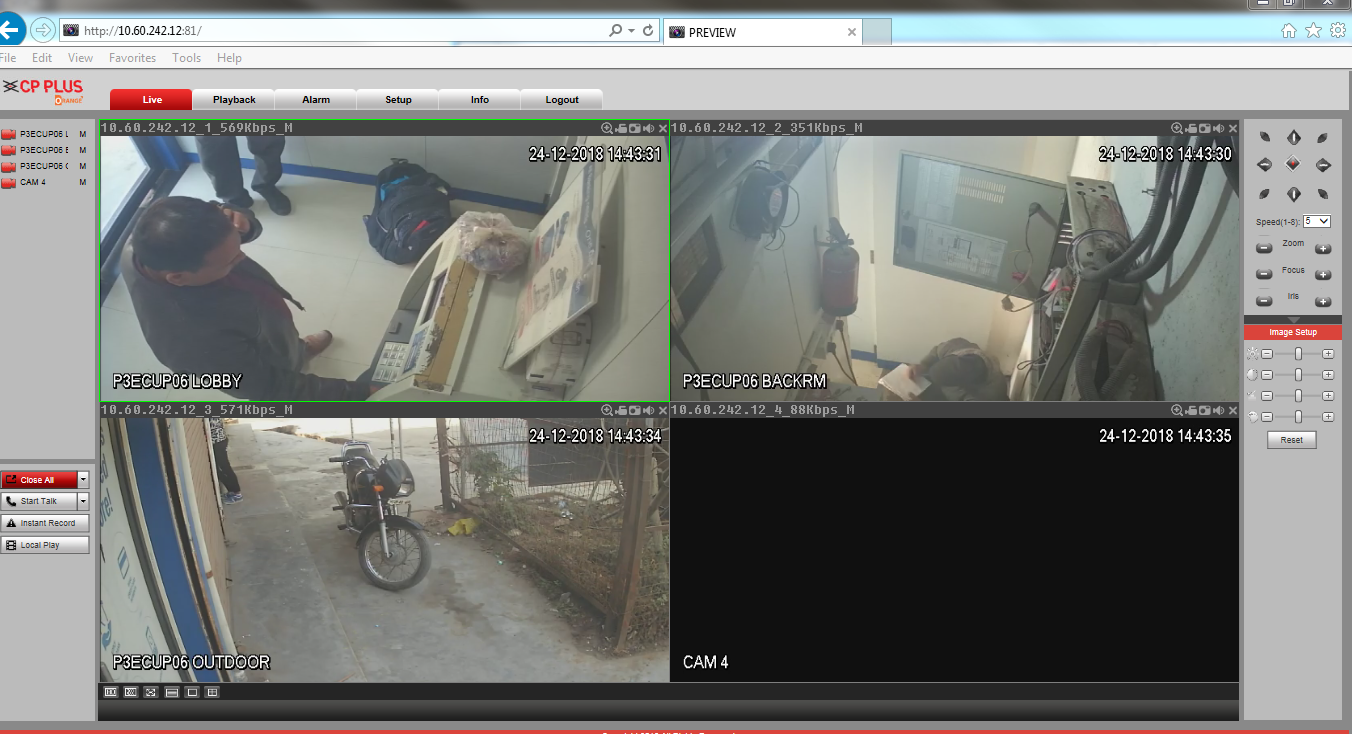 http://10.60.242.12:81/
PREVIEW
File Edit View Favorites Tools Help
CP PLUS
ORANGE
Live Playback Alarm Setup Info Logout
P3ECUP06 L M
P3ECUP06 E M
P3ECUP06 C M
CAM 4 M
10.60.242.12_1_569Kbps_M
24-12-2018 14:43:31
P3ECUP06 LOBBY
10.60.242.12_2_351Kbps_M
24-12-2018 14:43:30
P3ECUP06 BACKRM
10.60.242.12_3_571Kbps_M
24-12-2018 14:43:34
P3ECUP06 OUTDOOR
10.60.242.12_4_88Kbps_M
24-12-2018 14:43:35
CAM 4
Speed(1-8): 5
Zoom
Focus
Iris
Image Setup
Reset
Close All
Start Talk
Instant Record
Local Play